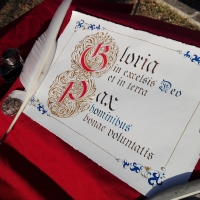 Gloria
in excelsis Deo
et in terra
Pax
hominibus
bonae voluntatis